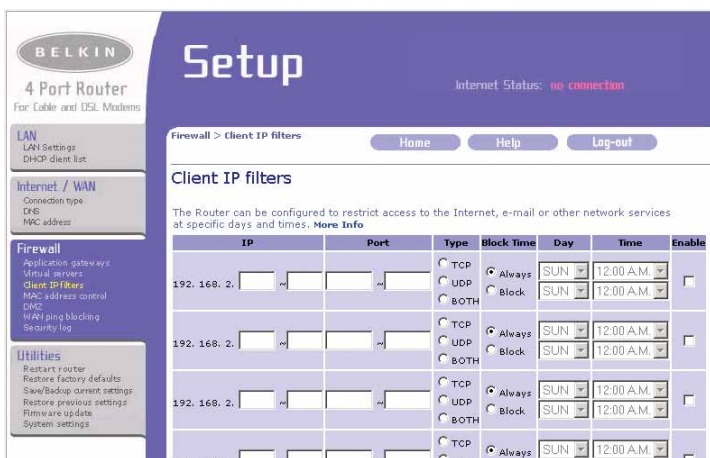 BELKIN
4 Port Router
For Cable and DSL Modems
Setup
Internet Status: no connection
LAN
LAN Settings
DHCP client list
Internet / WAN
Connection type
DNS
MAC address
Firewall
Application gateways
Virtual servers
Client IP filters
MAC address control
DMZ
WAN ping blocking
Security log
Utilities
Restart router
Restore factory defaults
Save/Backup current settings
Restore previous settings
Firmware update
System settings
Firewall > Client IP filters
Home Help Log-out
Client IP filters
The Router can be configured to restrict access to the Internet, e-mail or other network services
at specific days and times. More Info
IP Port Type Block Time Day Time Enable
192. 168. 2. ~ ~ TCP UDP BOTH Always Block SUN 12:00 A.M. SUN 12:00 A.M.
192. 168. 2. ~ ~ TCP UDP BOTH Always Block SUN 12:00 A.M. SUN 12:00 A.M.
192. 168. 2. ~ ~ TCP UDP BOTH Always Block SUN 12:00 A.M. SUN 12:00 A.M.
~ ~ TCP Always SUN 12:00 A.M.